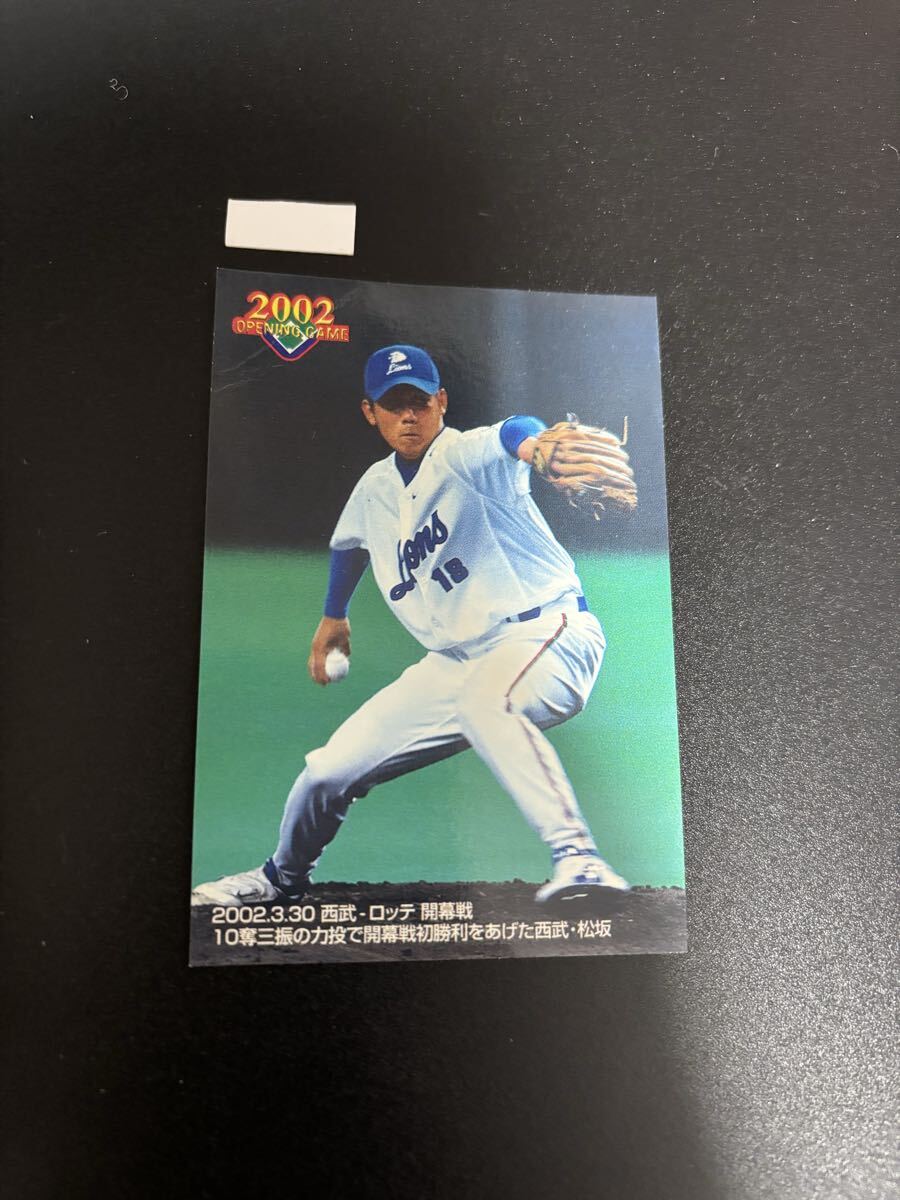 2002
OPENING GAME
Lions
Lions
18
2002.3.30 西武-ロッテ 開幕戦
10奪三振の力投で開幕戦初勝利をあげた西武・松坂